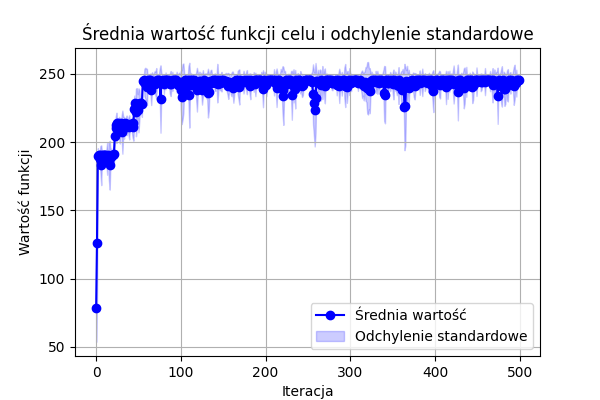 Średnia wartość funkcji celu i odchylenie standardowe
Wartość funkcji
250
200
150
100
50
0
100
200
300
400
500
Iteracja
Średnia wartość
Odchylenie standardowe